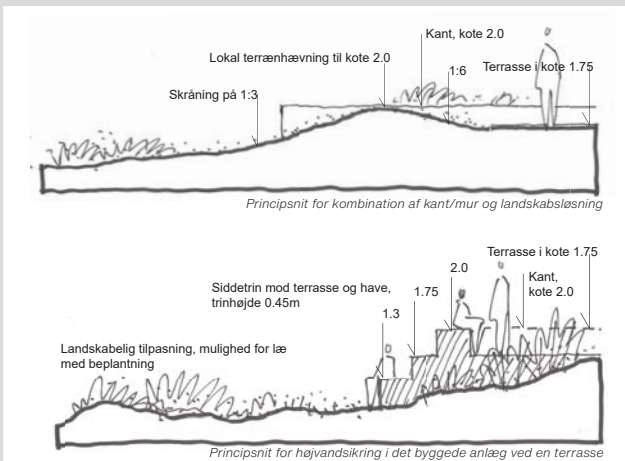 Kant, kote 2.0
Lokal terrænhævning til kote 2.0
1:6
Terrasse i kote 1.75
Skråning på 1:3
Principsnit for kombination af kant/mur og landskabsløsning
Terrasse i kote 1.75
2.0
Kant,
kote 2.0
Siddetrin mod terrasse og have,
trinhøjde 0.45m
1.75
1.3
Landskabelig tilpasning, mulighed for læ
med beplantning
Principsnit for højvandsikring i det byggede anlæg ved en terrasse